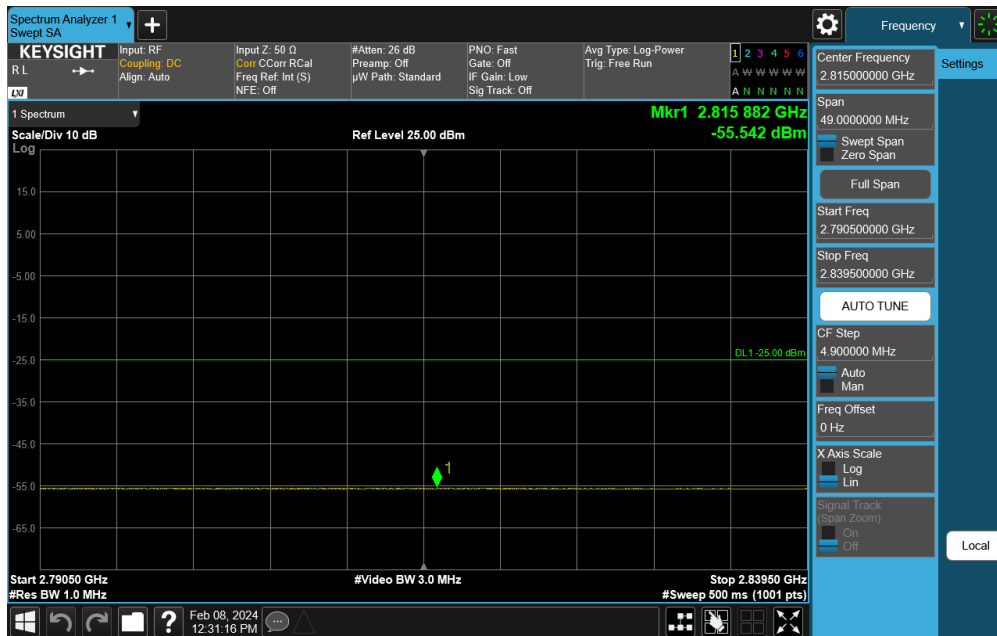 Spectrum Analyzer 1
Swept SA
+
Frequency
KEYSIGHT
R L
LXI
Input: RF
Coupling: DC
Align: Auto
Input Z: 50 Ω
Corr CCorr RCal
Freq Ref: Int (S)
NFE: Off
#Atten: 26 dB
Preamp: Off
µW Path: Standard
PNO: Fast
Gate: Off
IF Gain: Low
Sig Track: Off
Avg Type: Log-Power
Trig: Free Run
1 2 3 4 5 6
A W W W W W
A N N N N N
1 Spectrum
Scale/Div 10 dB
Log
Ref Level 25.00 dBm
Mkr1 2.815 882 GHz
-55.542 dBm
15.0
5.00
-5.00
-15.0
-25.0
DL1 -25.00 dBm
-35.0
-45.0
1
-55.0
-65.0
Start 2.79050 GHz
#Res BW 1.0 MHz
#Video BW 3.0 MHz
Stop 2.83950 GHz
#Sweep 500 ms (1001 pts)
Center Frequency
2.815000000 GHz
Span
49.0000000 MHz
Swept Span
Zero Span
Full Span
Start Freq
2.790500000 GHz
Stop Freq
2.839500000 GHz
AUTO TUNE
CF Step
4.900000 MHz
Auto
Man
Freq Offset
0 Hz
X Axis Scale
Log
Lin
Signal Track
(Span Zoom)
On
Off
Settings
Local
?
Feb 08, 2024
12:31:16 PM